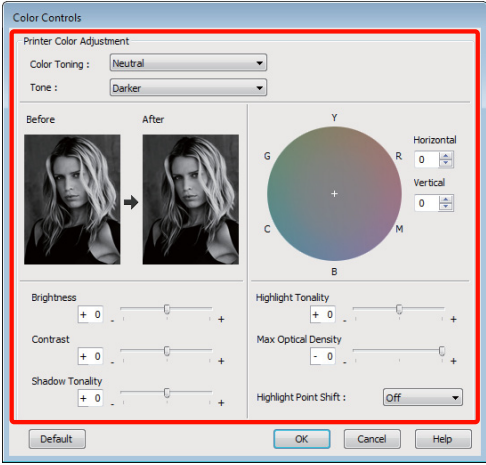 Color Controls
Printer Color Adjustment
Color Toning : Neutral
Tone : Darker
Before After
Y
G R
C M
B
Horizontal
0
Vertical
0
Brightness
+ 0 - +
Contrast
+ 0 - +
Shadow Tonality
+ 0 - +
Highlight Tonality
+ 0 - +
Max Optical Density
- 0 - +
Highlight Point Shift : Off
Default OK Cancel Help